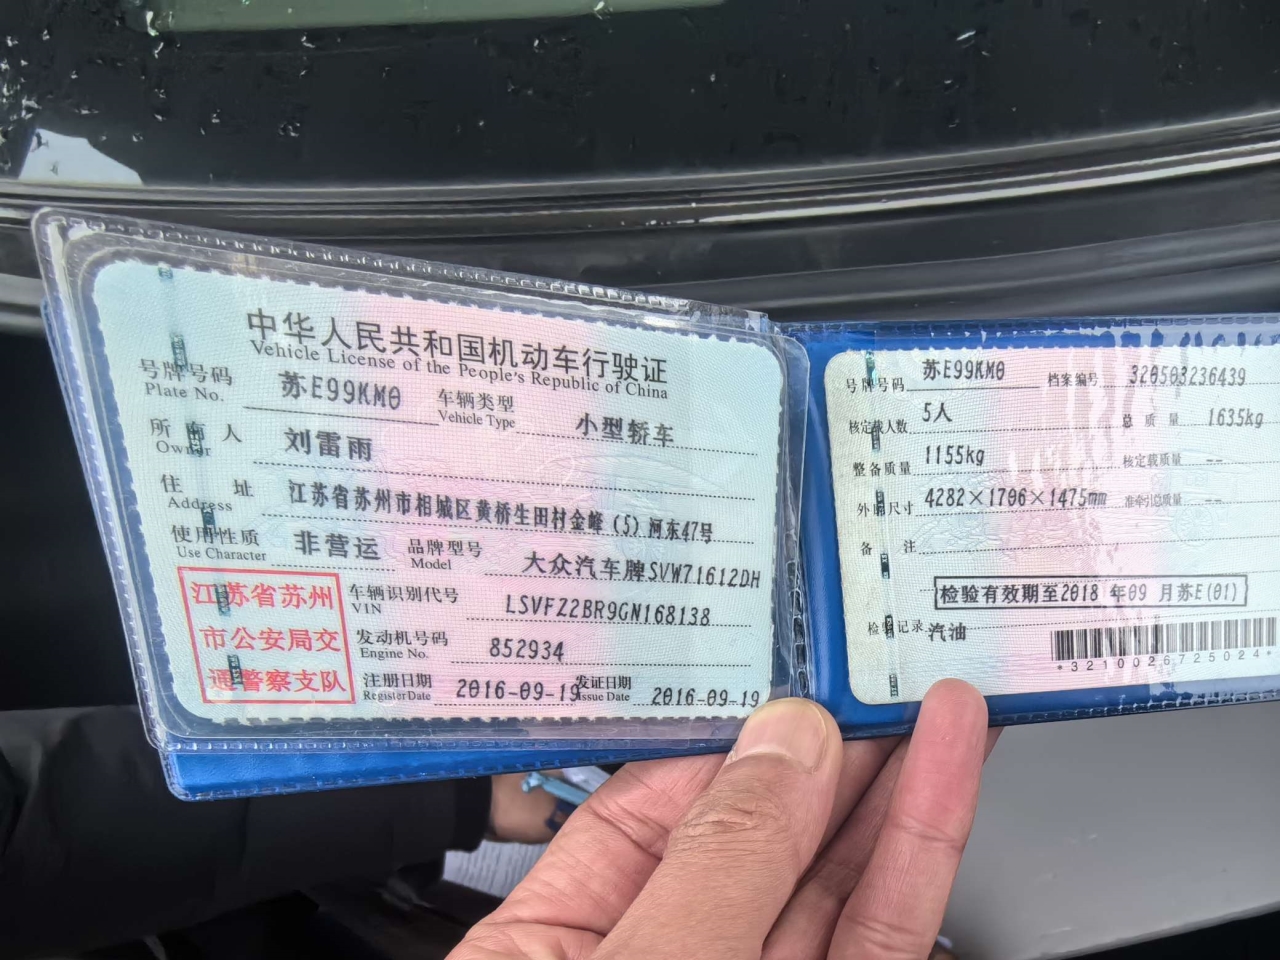 中华人民共和国机动车行驶证
Vehicle License of the People's Republic of China
号牌号码 苏E99KM0 车辆类型 小型轿车
Plate No. Vehicle Type
所有人 刘雷雨
Owner
住址 江苏省苏州市相城区黄桥生田村金峰(5)河东47号
Address
使用性质 非营运 品牌型号 大众汽车牌SVW71612DH
Use Character Model
江苏省苏州
市公安局交
通警察支队
车辆识别代号 LSVFZ2BR9GN168138
VIN
发动机号码 852934
Engine No.
注册日期 2016-09-19 发证日期 2016-09-19
Register Date Issue Date
号牌号码 苏E99KM0 档案编号 320503236439
核定载人数 5人 总质量 1635kg
整备质量 1155kg 核定载质量 --
外廓尺寸 4282×1706×1475mm 准牵引总质量 --
备注
检验有效期至2018 年09 月苏E(01)
检验记录 汽油
*3210026725024*